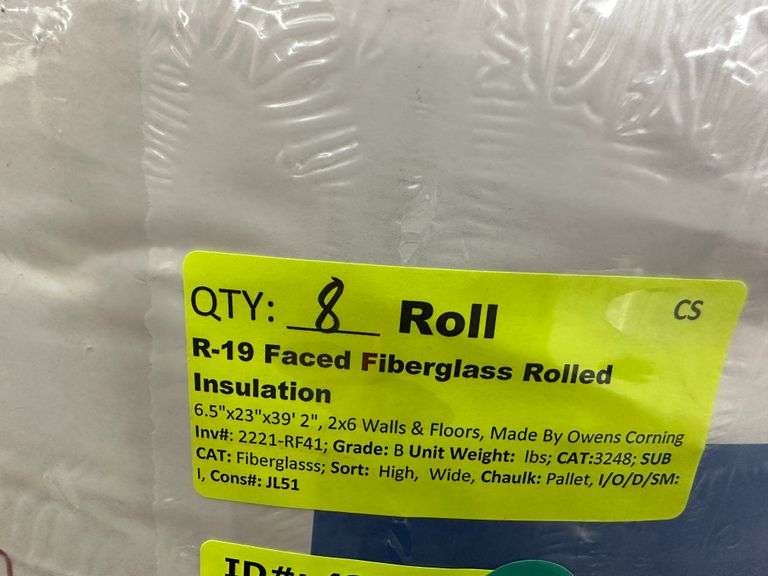 QTY: 8 Roll CS
R-19 Faced Fiberglass Rolled
Insulation
6.5"x23"x39' 2", 2x6 Walls & Floors, Made By Owens Corning
Inv#: 2221-RF41; Grade: B Unit Weight: lbs; CAT:3248; SUB
CAT: Fiberglasss; Sort: High, Wide, Chaulk: Pallet, I/O/D/SM:
I, Cons#: JL51
ID#: